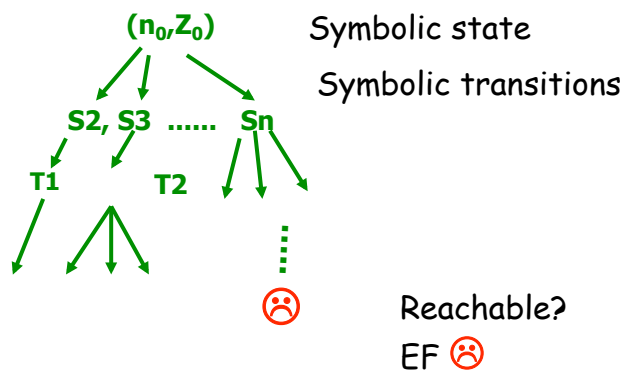 (n₀,Z₀) Symbolic state
Symbolic transitions
S2, S3 ...... Sn
T1 T2
Reachable?
EF ☹